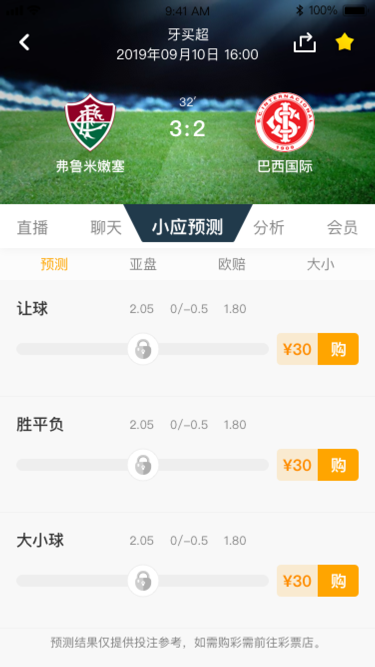 9:41 AM
100%
牙买超
2019年09月10日 16:00
32'
3:2
弗鲁米嫩塞
巴西国际
S.C. INTERNACIONAL
1909
直播 聊天 小应预测 分析 会员
预测 亚盘 欧赔 大小
让球 2.05 0/-0.5 1.80
¥30 购
胜平负 2.05 0/-0.5 1.80
¥30 购
大小球 2.05 0/-0.5 1.80
¥30 购
预测结果仅提供投注参考，如需购彩需前往彩票店。